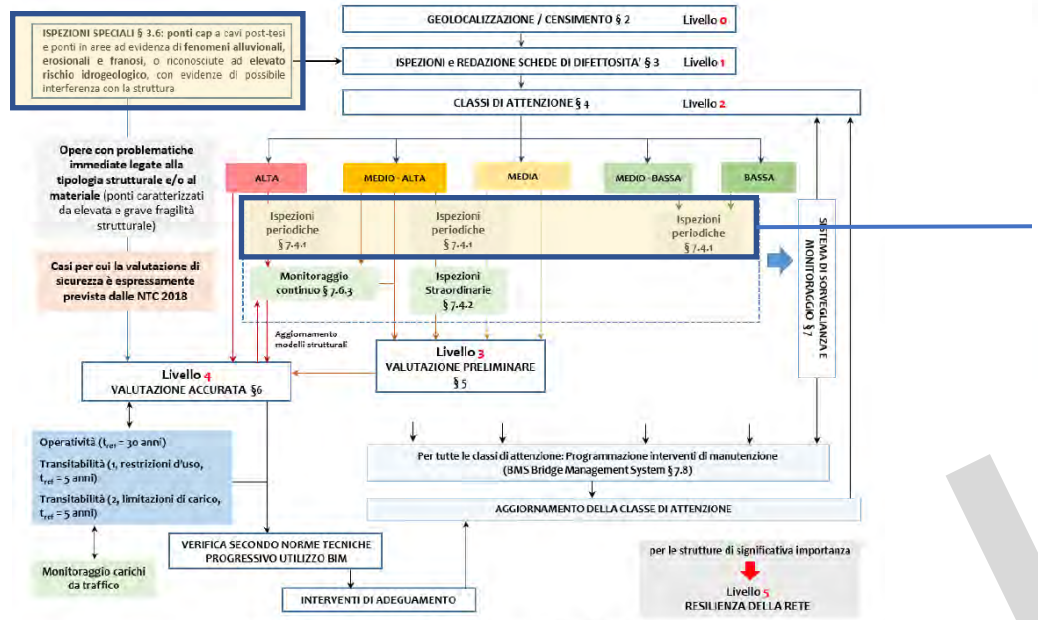 GEOLOCALIZZAZIONE / CENSIMENTO § 2 Livello 0
ISPEZIONI SPECIALI § 3.6: ponti cap a cavi post-tesi
e ponti in aree ad evidenza di fenomeni alluvionali,
erosionali e franosi, o riconosciute ad elevato
rischio idrogeologico, con evidenze di possibile
interferenza con la struttura
ISPEZIONI e REDAZIONE SCHEDE DI DIFETTOSITA' § 3 Livello 1
CLASSI DI ATTENZIONE § 4 Livello 2
Opere con problematiche
immediate legate alla
tipologia strutturale e/o al
materiale (ponti caratterizzati
da elevata e grave fragilità
strutturale)
ALTA
MEDIO - ALTA
MEDIA
MEDIO - BASSA
BASSA
Ispezioni
periodiche
§ 7.4.1
Ispezioni
periodiche
§ 7.4.1
Ispezioni
periodiche
§ 7.4.1
SISTEMA DI SORVEGLIANZA E
MONITORAGGIO § 7
Casi per cui la valutazione di
sicurezza è espressamente
prevista dalle NTC 2018
Monitoraggio
continuo § 7.6.3
Ispezioni
Straordinarie
§ 7.4.2
Aggiornamento
modelli strutturali
Livello 3
VALUTAZIONE PRELIMINARE
§ 5
Livello 4
VALUTAZIONE ACCURATA §6
Operatività (tref = 30 anni)
Transitabilità (1, restrizioni d'uso,
tref = 5 anni)
Transitabilità (2, limitazioni di carico,
tref = 5 anni)
Per tutte le classi di attenzione: Programmazione interventi di manutenzione
(BMS Bridge Management System § 7.8)
AGGIORNAMENTO DELLA CLASSE DI ATTENZIONE
VERIFICA SECONDO NORME TECNICHE
PROGRESSIVO UTILIZZO BIM
Monitoraggio carichi
da traffico
INTERVENTI DI ADEGUAMENTO
per le strutture di significativa importanza
Livello 5
RESILIENZA DELLA RETE